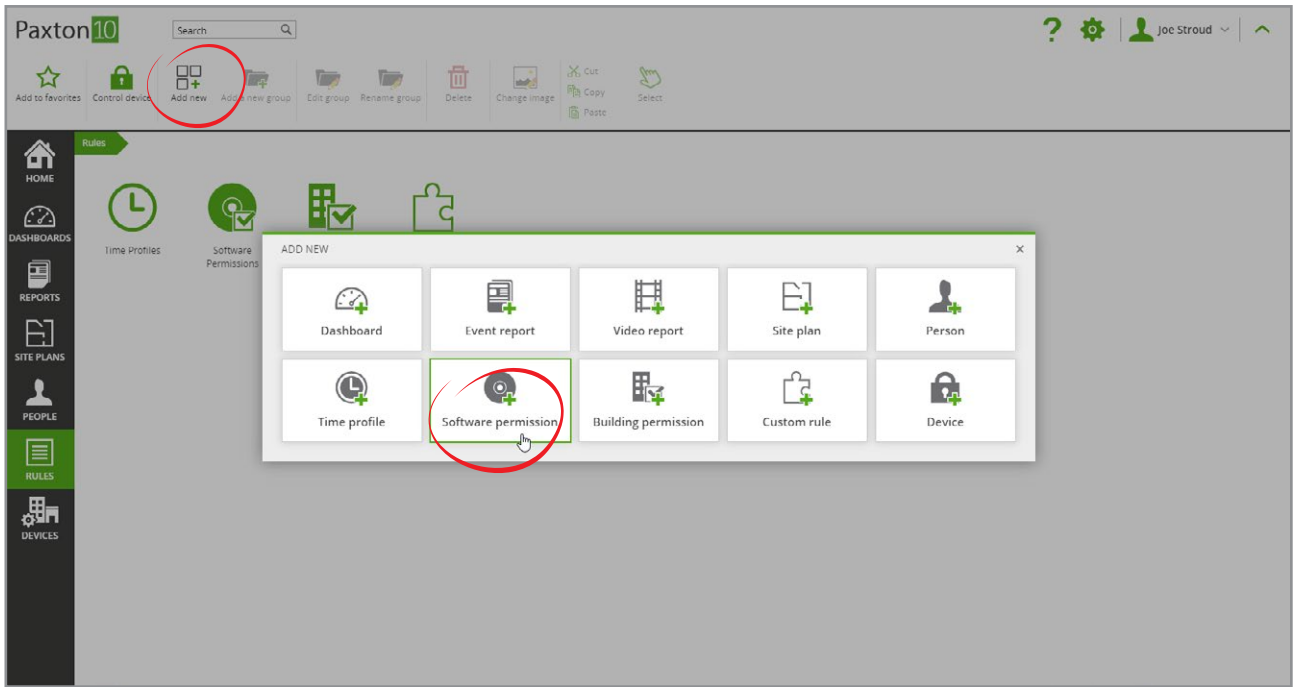 Paxton10
Search
Joe Stroud
Add to favorites
Control device
Add new
Add a new group
Edit group
Rename group
Delete
Change image
Cut
Copy
Paste
Select
HOME
DASHBOARDS
REPORTS
SITE PLANS
PEOPLE
RULES
DEVICES
Rules
Time Profiles
Software
Permissions
ADD NEW
Dashboard
Event report
Video report
Site plan
Person
Time profile
Software permission
Building permission
Custom rule
Device